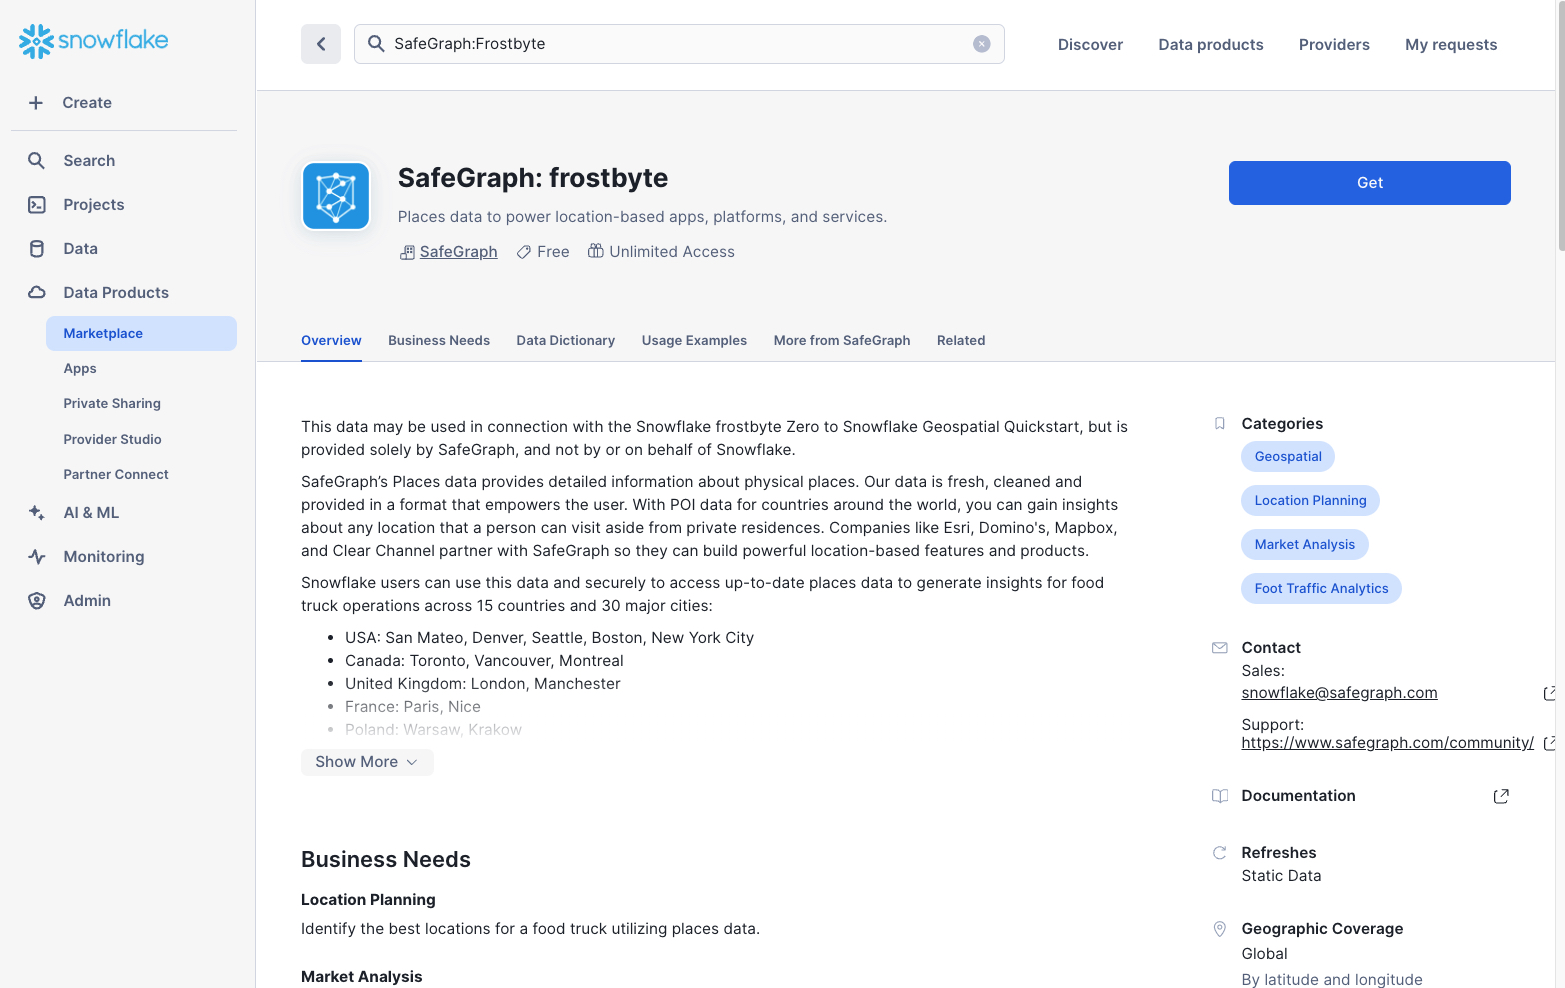 snowflake
Create
Search
Projects
Data
Data Products
Marketplace
Apps
Private Sharing
Provider Studio
Partner Connect
AI & ML
Monitoring
Admin
SafeGraph:Frostbyte
Discover
Data products
Providers
My requests
SafeGraph: frostbyte
Places data to power location-based apps, platforms, and services.
SafeGraph Free Unlimited Access
Get
Overview Business Needs Data Dictionary Usage Examples More from SafeGraph Related
This data may be used in connection with the Snowflake frostbyte Zero to Snowflake Geospatial Quickstart, but is
provided solely by SafeGraph, and not by or on behalf of Snowflake.
SafeGraph’s Places data provides detailed information about physical places. Our data is fresh, cleaned and
provided in a format that empowers the user. With POI data for countries around the world, you can gain insights
about any location that a person can visit aside from private residences. Companies like Esri, Domino's, Mapbox,
and Clear Channel partner with SafeGraph so they can build powerful location-based features and products.
Snowflake users can use this data and securely to access up-to-date places data to generate insights for food
truck operations across 15 countries and 30 major cities:
• USA: San Mateo, Denver, Seattle, Boston, New York City
• Canada: Toronto, Vancouver, Montreal
• United Kingdom: London, Manchester
• France: Paris, Nice
• Poland: Warsaw, Krakow
Show More
Business Needs
Location Planning
Identify the best locations for a food truck utilizing places data.
Market Analysis
Categories
Geospatial
Location Planning
Market Analysis
Foot Traffic Analytics
Contact
Sales:
snowflake@safegraph.com
Support:
https://www.safegraph.com/community/
Documentation
Refreshes
Static Data
Geographic Coverage
Global
By latitude and longitude